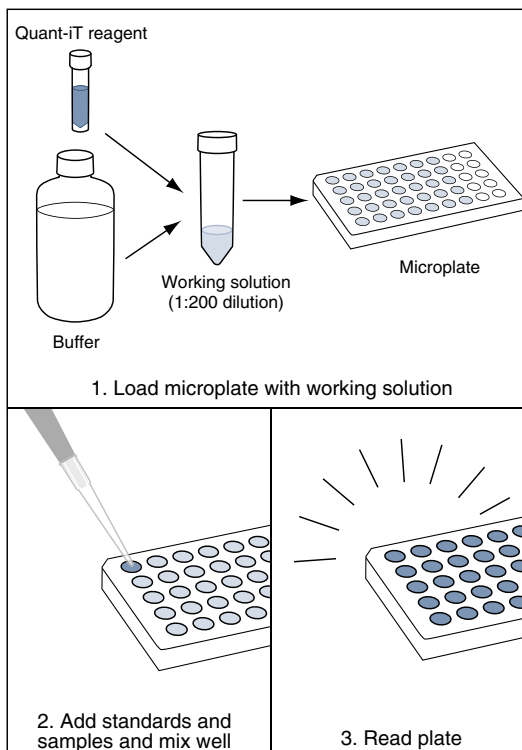 Quant-iT reagent
Working solution
(1:200 dilution)
Microplate
Buffer
1. Load microplate with working solution
2. Add standards and
samples and mix well
3. Read plate